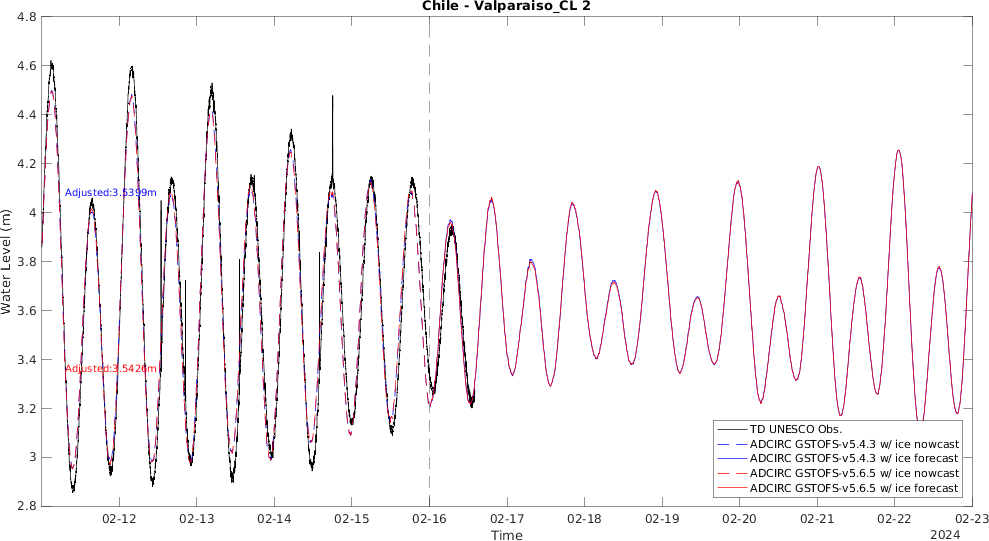 Chile - Valparaiso_CL 2
4.8
4.6
4.4
4.2
4
3.8
3.6
3.4
3.2
3
2.8
Water Level (m)
Adjusted:3.5399m
Adjusted:3.5426m
TD UNESCO Obs.
ADCIRC GSTOFS-v5.4.3 w/ ice nowcast
ADCIRC GSTOFS-v5.4.3 w/ ice forecast
ADCIRC GSTOFS-v5.6.5 w/ ice nowcast
ADCIRC GSTOFS-v5.6.5 w/ ice forecast
02-12 02-13 02-14 02-15 02-16 02-17 02-18 02-19 02-20 02-21 02-22 02-23
Time
2024